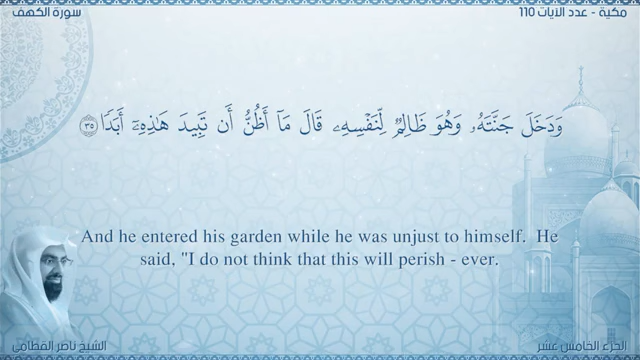 مكية - عدد الآيات 110
سورة الكهف
وَدَخَلَ جَنَّتَهُۥ وَهُوَ ظَالِمٌ لِّنَفْسِهِۦ قَالَ مَآ أَظُنُّ أَن تَبِيدَ هَٰذِهِۦٓ أَبَدًا ٣٥
And he entered his garden while he was unjust to himself. He
said, "I do not think that this will perish - ever.
الجزء الخامس عشر
الشيخ ناصر القطامي